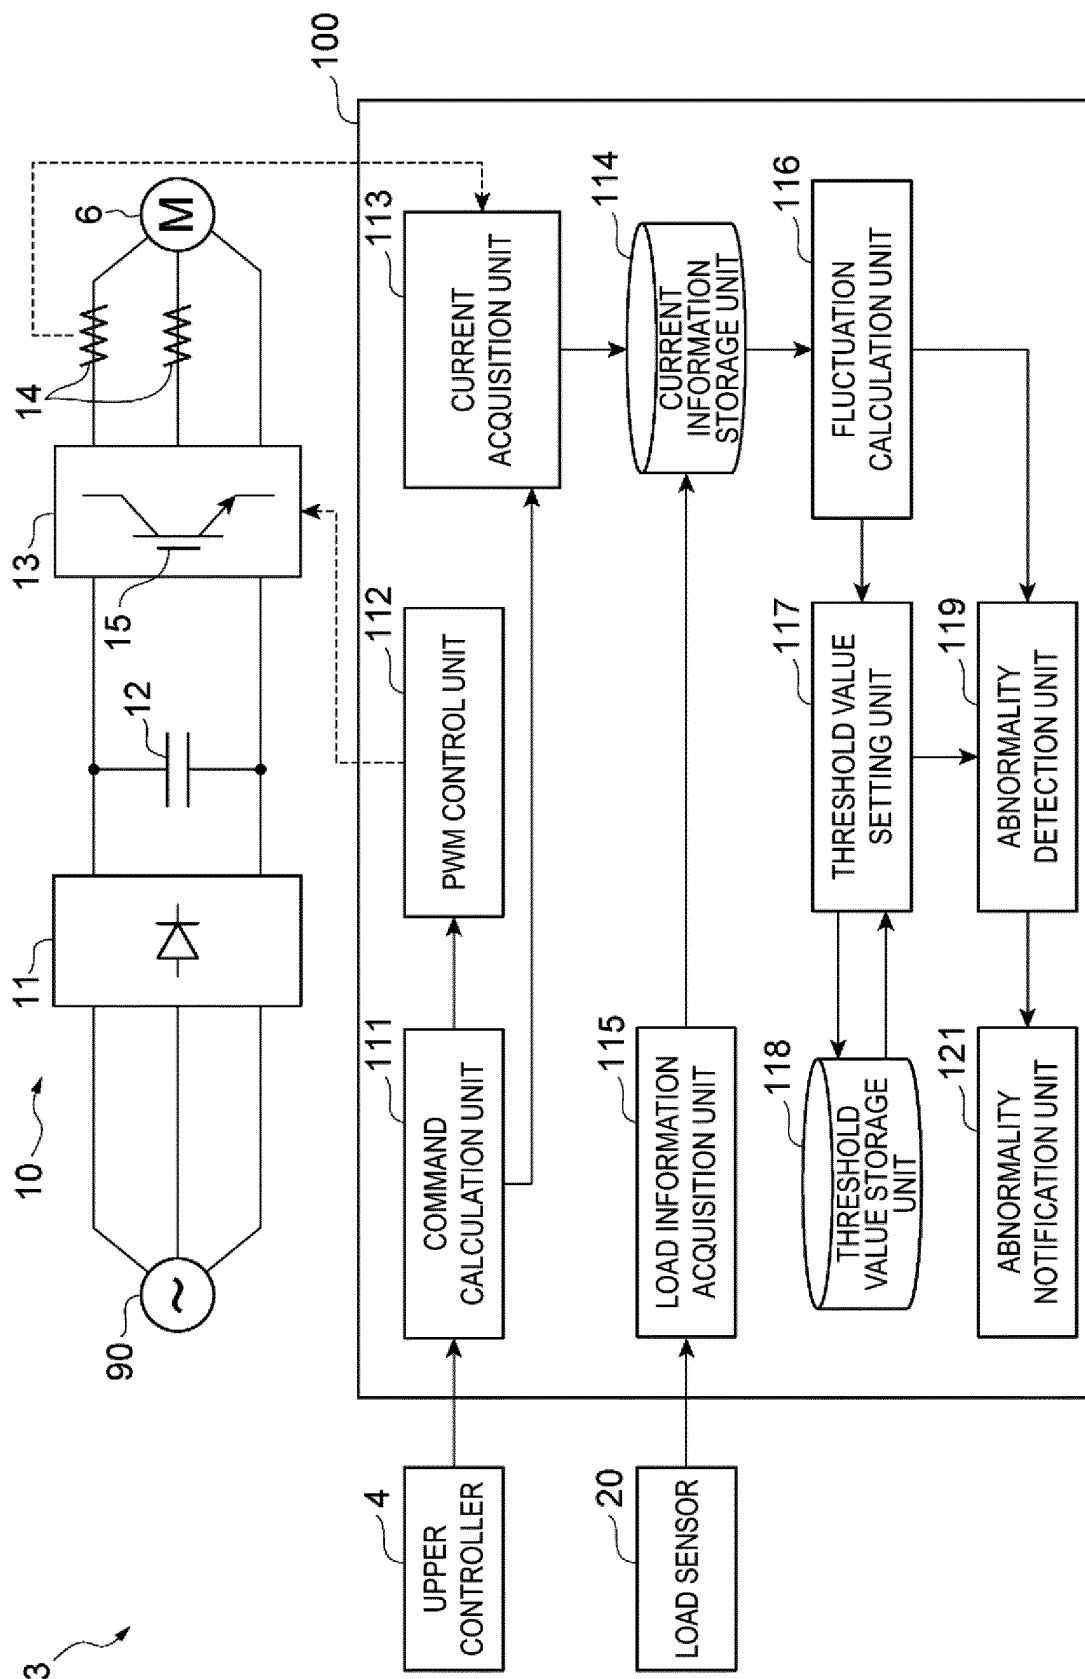 3
10
90
~
11
12
13
15
14
6
M
100
4
UPPER
CONTROLLER
111
COMMAND
CALCULATION UNIT
112
PWM CONTROL UNIT
113
CURRENT
ACQUISITION UNIT
20
LOAD SENSOR
115
LOAD INFORMATION
ACQUISITION UNIT
114
CURRENT
INFORMATION
STORAGE UNIT
118
THRESHOLD
VALUE STORAGE
UNIT
117
THRESHOLD VALUE
SETTING UNIT
116
FLUCTUATION
CALCULATION UNIT
121
ABNORMALITY
NOTIFICATION UNIT
119
ABNORMALITY
DETECTION UNIT